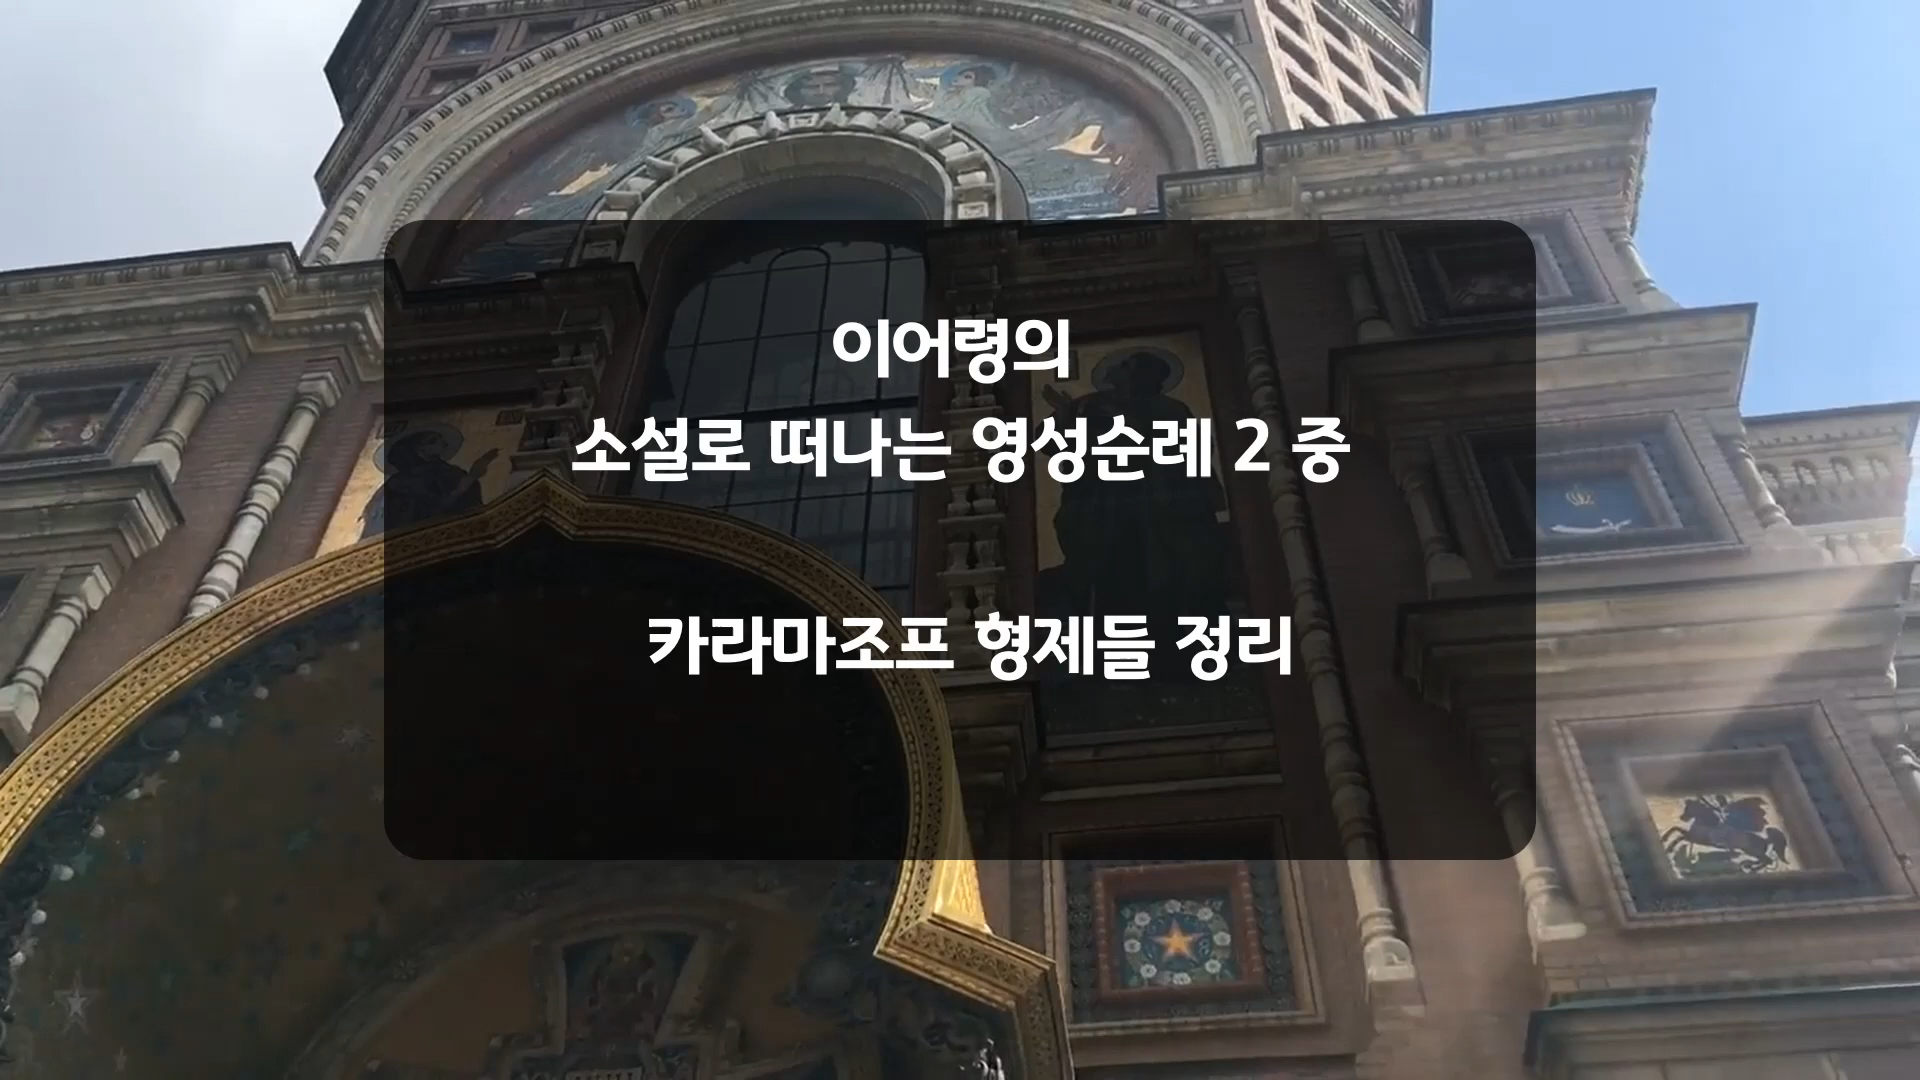 이어령의
소설로 떠나는 영성순례 2 중
카라마조프 형제들 정리